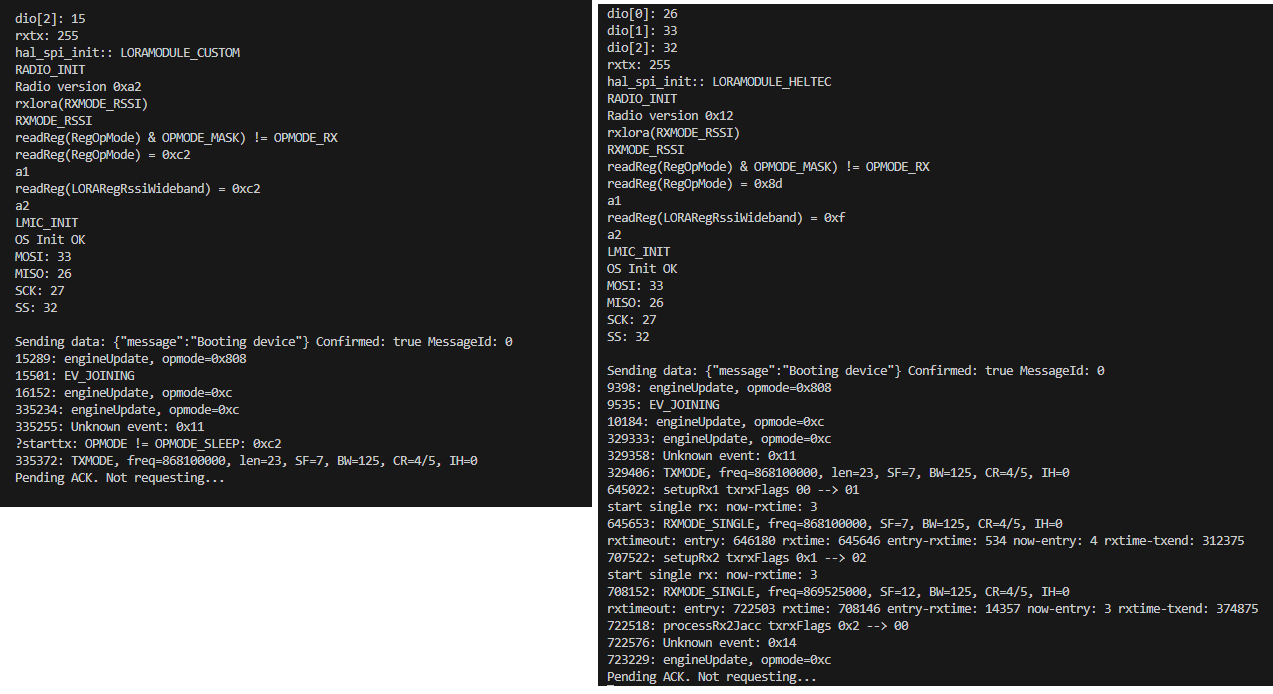 dio[2]: 15
rxtx: 255
hal_spi_init:: LORAMODULE_CUSTOM
RADIO_INIT
Radio version 0xa2
rxlora(RXMODE_RSSI)
RXMODE_RSSI
readReg(RegOpMode) & OPMODE_MASK) != OPMODE_RX
readReg(RegOpMode) = 0xc2
a1
readReg(LORARegRssiWideband) = 0xc2
a2
LMIC_INIT
OS Init OK
MOSI: 33
MISO: 26
SCK: 27
SS: 32
Sending data: {"message":"Booting device"} Confirmed: true MessageId: 0
15289: engineUpdate, opmode=0x808
15501: EV_JOINING
16152: engineUpdate, opmode=0xc
335234: engineUpdate, opmode=0xc
335255: Unknown event: 0x11
?starttx: OPMODE != OPMODE_SLEEP: 0xc2
335372: TXMODE, freq=868100000, len=23, SF=7, BW=125, CR=4/5, IH=0
Pending ACK. Not requesting...
dio[0]: 26
dio[1]: 33
dio[2]: 32
rxtx: 255
hal_spi_init:: LORAMODULE_HELTEC
RADIO_INIT
Radio version 0x12
rxlora(RXMODE_RSSI)
RXMODE_RSSI
readReg(RegOpMode) & OPMODE_MASK) != OPMODE_RX
readReg(RegOpMode) = 0x8d
a1
readReg(LORARegRssiWideband) = 0xf
a2
LMIC_INIT
OS Init OK
MOSI: 33
MISO: 26
SCK: 27
SS: 32
Sending data: {"message":"Booting device"} Confirmed: true MessageId: 0
9398: engineUpdate, opmode=0x808
9535: EV_JOINING
10184: engineUpdate, opmode=0xc
329333: engineUpdate, opmode=0xc
329358: Unknown event: 0x11
329406: TXMODE, freq=868100000, len=23, SF=7, BW=125, CR=4/5, IH=0
645022: setupRx1 txrxFlags 00 --> 01
start single rx: now-rxtime: 3
645653: RXMODE_SINGLE, freq=868100000, SF=7, BW=125, CR=4/5, IH=0
rxtimeout: entry: 646180 rxtime: 645646 entry-rxtime: 534 now-entry: 4 rxtime-txend: 312375
707522: setupRx2 txrxFlags 0x1 --> 02
start single rx: now-rxtime: 3
708152: RXMODE_SINGLE, freq=869525000, SF=12, BW=125, CR=4/5, IH=0
rxtimeout: entry: 722503 rxtime: 708146 entry-rxtime: 14357 now-entry: 3 rxtime-txend: 374875
722518: processRx2Jacc txrxFlags 0x2 --> 00
722576: Unknown event: 0x14
723229: engineUpdate, opmode=0xc
Pending ACK. Not requesting...